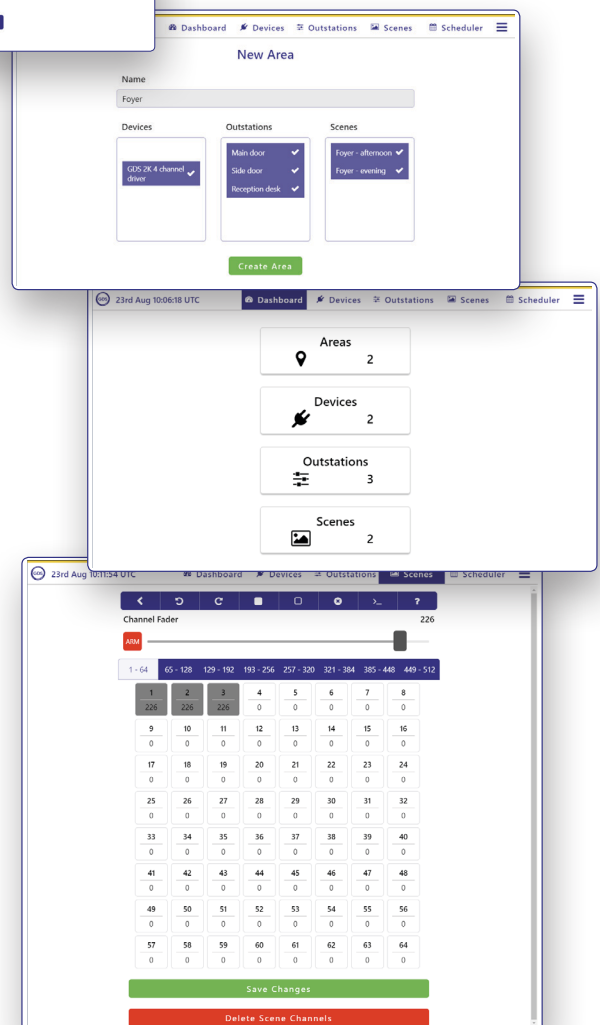 Dashboard Devices Outstations Scenes Scheduler
New Area
Name
Foyer
Devices Outstations Scenes
GDS 2K 4 channel
driver
Main door
Side door
Reception desk
Foyer - afternoon
Foyer - evening
Create Area
GDS 23rd Aug 10:06:18 UTC Dashboard Devices Outstations Scenes Scheduler
Areas
2
Devices
2
Outstations
3
Scenes
2
GDS 23rd Aug 10:11:54 UTC Dashboard Devices Outstations Scenes Scheduler
>_ ?
Channel Fader 226
ARM
1 - 64 65 - 128 129 - 192 193 - 256 257 - 320 321 - 384 385 - 448 449 - 512
1 2 3 4 5 6 7 8
226 226 226 0 0 0 0 0
9 10 11 12 13 14 15 16
0 0 0 0 0 0 0 0
17 18 19 20 21 22 23 24
0 0 0 0 0 0 0 0
25 26 27 28 29 30 31 32
0 0 0 0 0 0 0 0
33 34 35 36 37 38 39 40
0 0 0 0 0 0 0 0
41 42 43 44 45 46 47 48
0 0 0 0 0 0 0 0
49 50 51 52 53 54 55 56
0 0 0 0 0 0 0 0
57 58 59 60 61 62 63 64
0 0 0 0 0 0 0 0
Save Changes
Delete Scene Channels